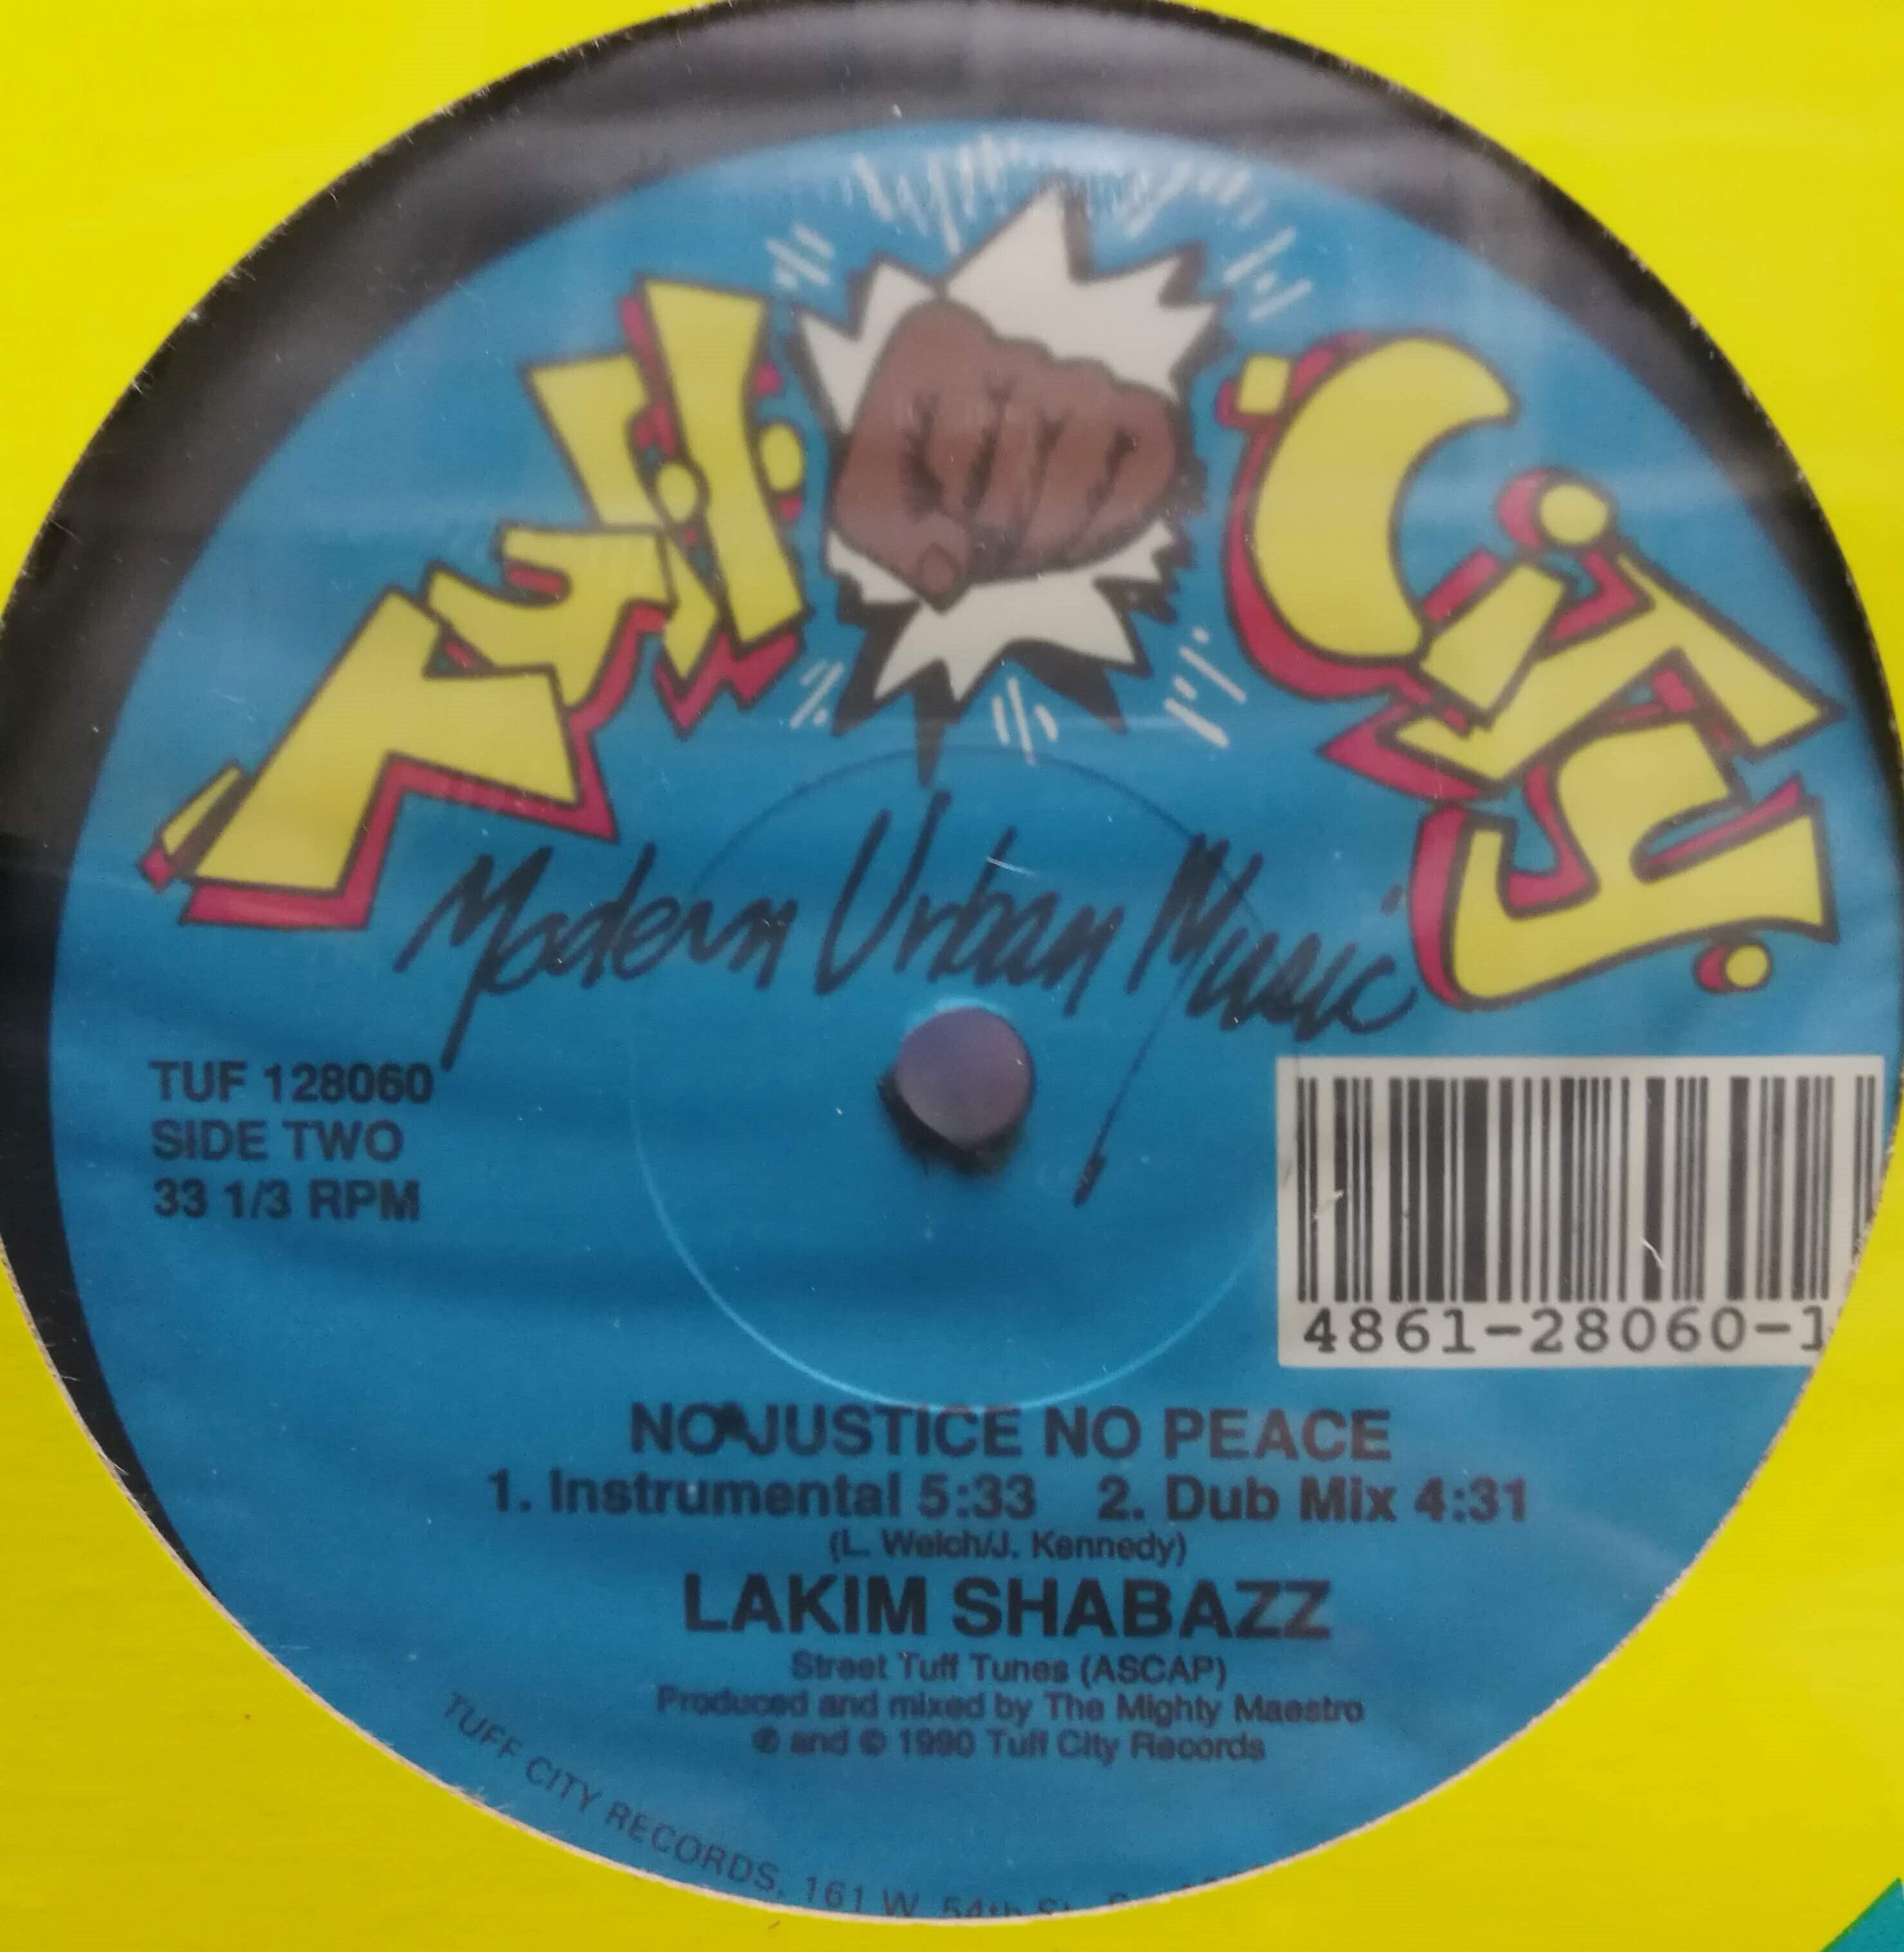 Tuff City
Modern Urban Music
TUF 128060
SIDE TWO
33 1/3 RPM
4861-28060-1
NO JUSTICE NO PEACE
1. Instrumental 5:33 2. Dub Mix 4:31
(L. Welch/J. Kennedy)
LAKIM SHABAZZ
Street Tuff Tunes (ASCAP)
Produced and mixed by The Mighty Maestro
℗ and © 1990 Tuff City Records
TUFF CITY RECORDS, 161 W. 54th St.